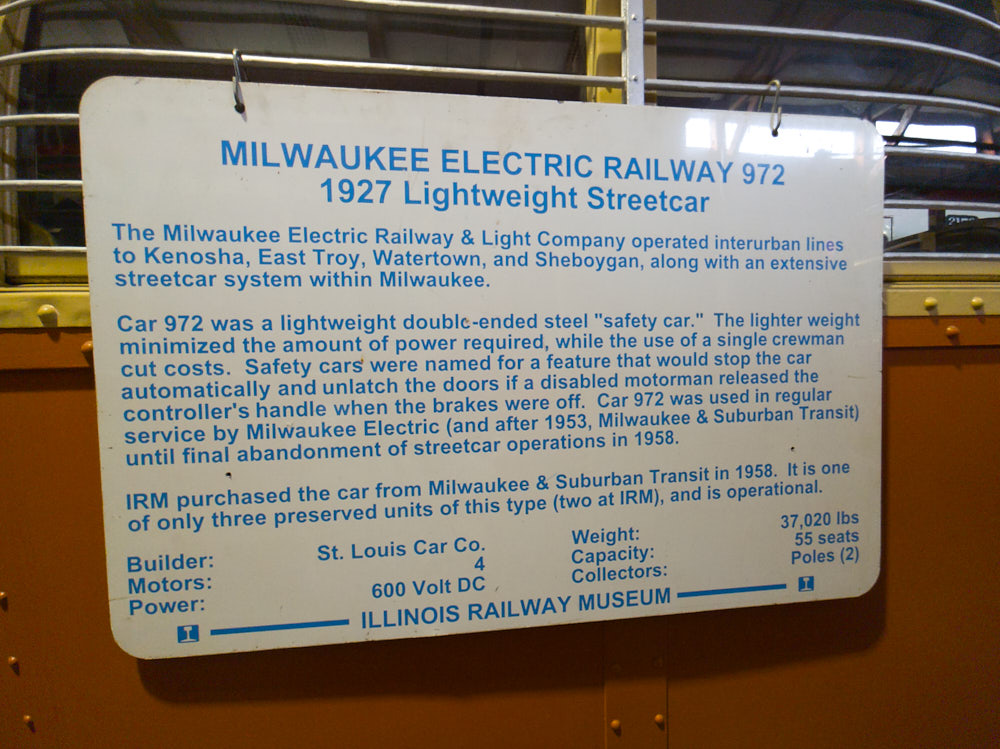 MILWAUKEE ELECTRIC RAILWAY 972
1927 Lightweight Streetcar
The Milwaukee Electric Railway & Light Company operated interurban lines
to Kenosha, East Troy, Watertown, and Sheboygan, along with an extensive
streetcar system within Milwaukee.
Car 972 was a lightweight double-ended steel "safety car." The lighter weight
minimized the amount of power required, while the use of a single crewman
cut costs. Safety cars were named for a feature that would stop the car
automatically and unlatch the doors if a disabled motorman released the
controller's handle when the brakes were off. Car 972 was used in regular
service by Milwaukee Electric (and after 1953, Milwaukee & Suburban Transit)
until final abandonment of streetcar operations in 1958.
IRM purchased the car from Milwaukee & Suburban Transit in 1958. It is one
of only three preserved units of this type (two at IRM), and is operational.
Builder: St. Louis Car Co. Weight: 37,020 lbs
Motors: 4 Capacity: 55 seats
Power: 600 Volt DC Collectors: Poles (2)
I ILLINOIS RAILWAY MUSEUM I